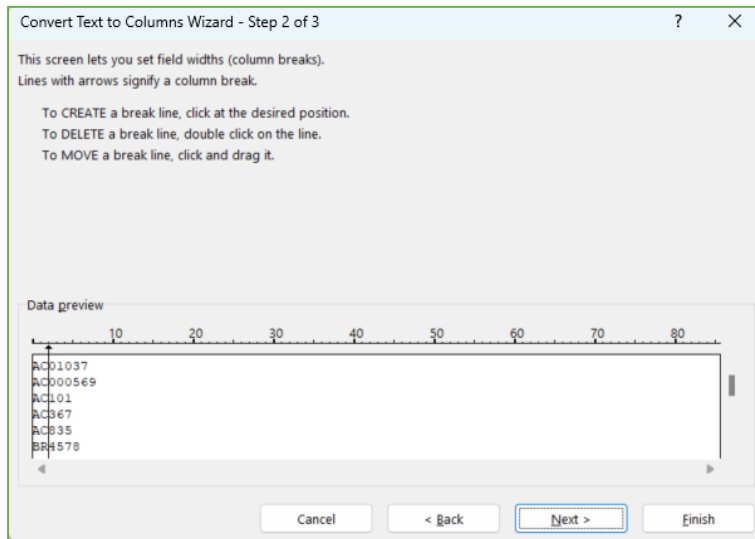 Convert Text to Columns Wizard - Step 2 of 3 ?
This screen lets you set field widths (column breaks).
Lines with arrows signify a column break.
To CREATE a break line, click at the desired position.
To DELETE a break line, double click on the line.
To MOVE a break line, click and drag it.
Data preview
10 20 30 40 50 60 70 80
AC01037
AC000569
AC101
AC367
AC835
BR4578
Cancel < Back Next > Finish